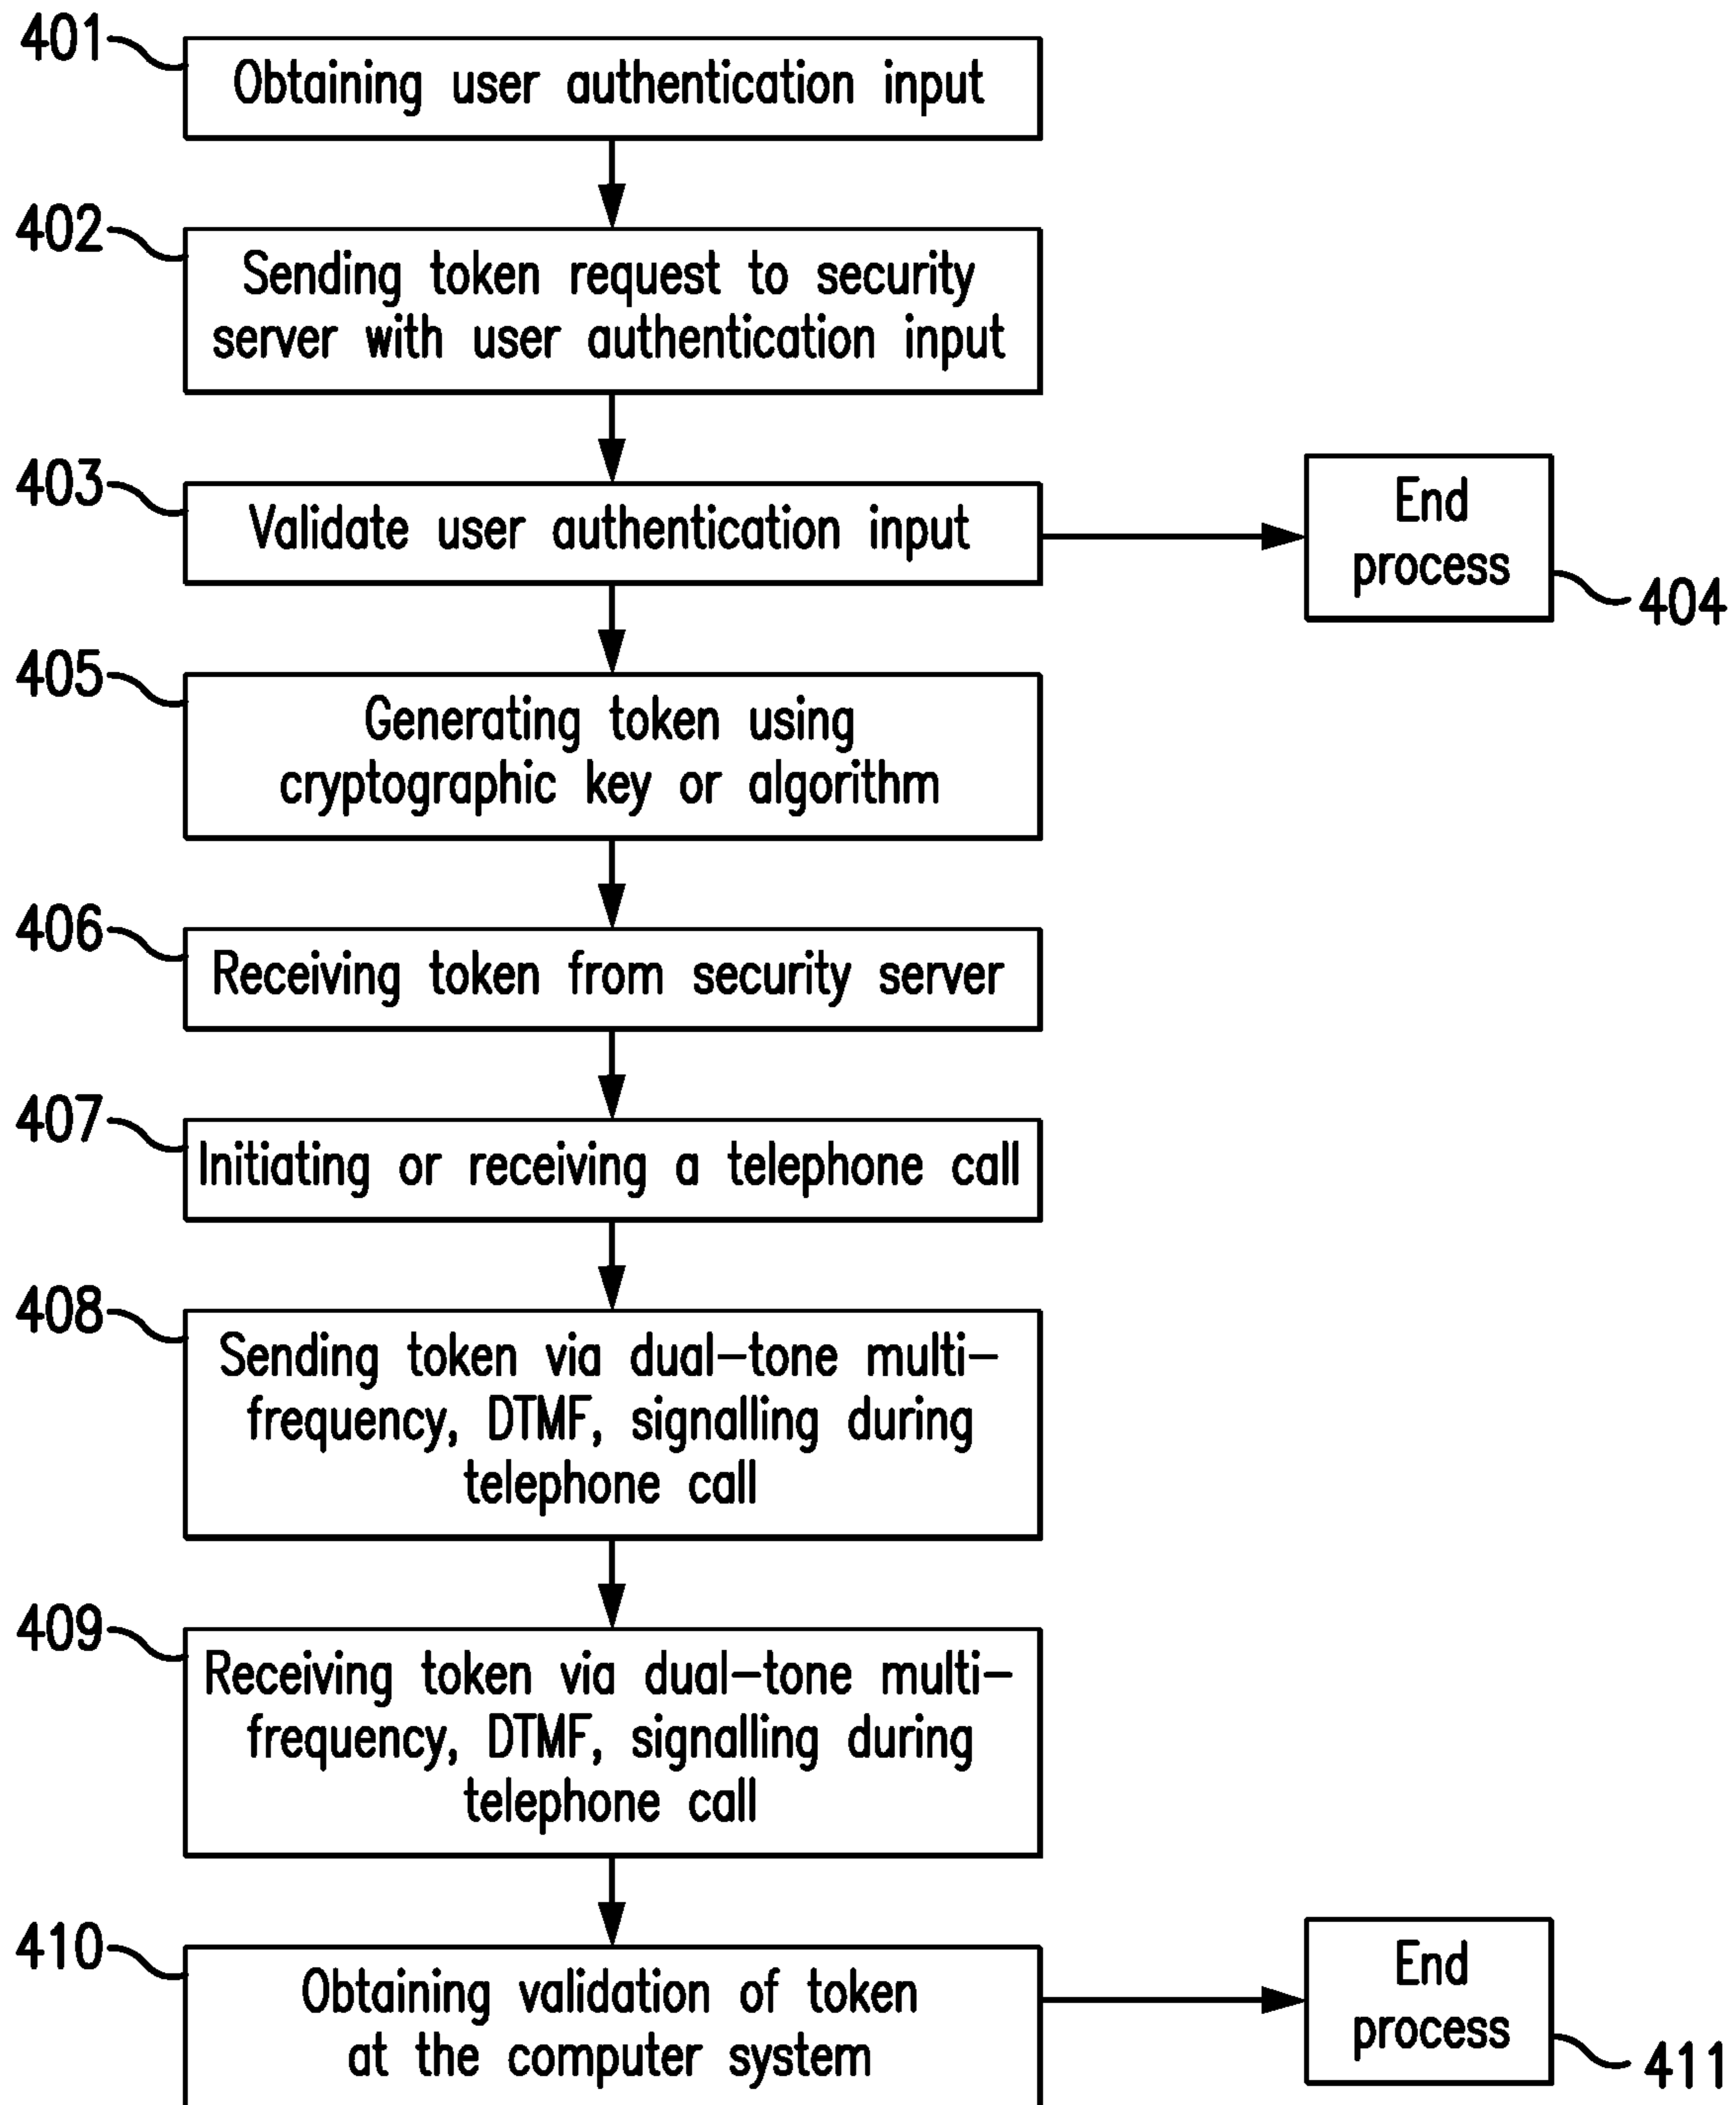 401
Obtaining user authentication input
402
Sending token request to security
server with user authentication input
403
Validate user authentication input
End
process
404
405
Generating token using
cryptographic key or algorithm
406
Receiving token from security server
407
Initiating or receiving a telephone call
408
Sending token via dual-tone multi-
frequency, DTMF, signalling during
telephone call
409
Receiving token via dual-tone multi-
frequency, DTMF, signalling during
telephone call
410
Obtaining validation of token
at the computer system
End
process
411